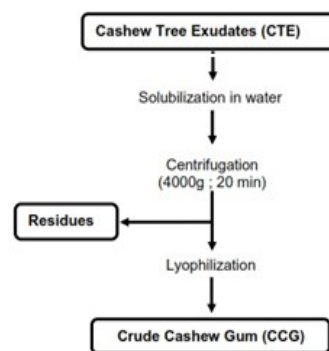 Cashew Tree Exudates (CTE)
Solubilization in water
Centrifugation
(4000g ; 20 min)
Residues
Lyophilization
Crude Cashew Gum (CCG)